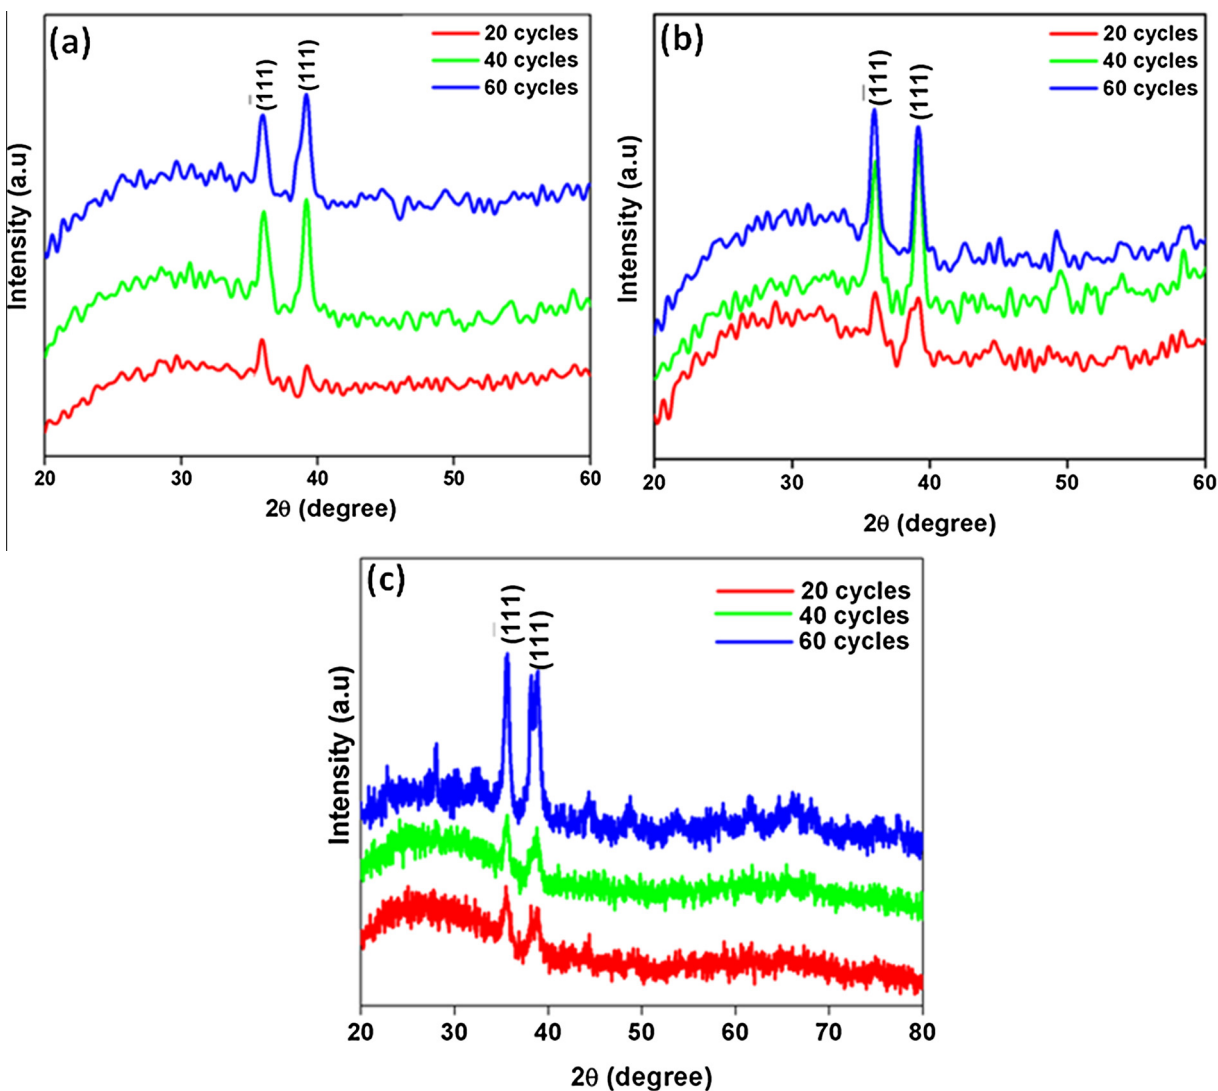 (a)
20 cycles
40 cycles
60 cycles
(111)
(111)
Intensity (a.u)
20 30 40 50 60
2θ (degree)
(b)
20 cycles
40 cycles
60 cycles
(111)
(111)
Intensity (a.u)
20 30 40 50 60
2θ (degree)
(c)
20 cycles
40 cycles
60 cycles
(111)
(111)
Intensity (a.u)
20 30 40 50 60 70 80
2θ (degree)